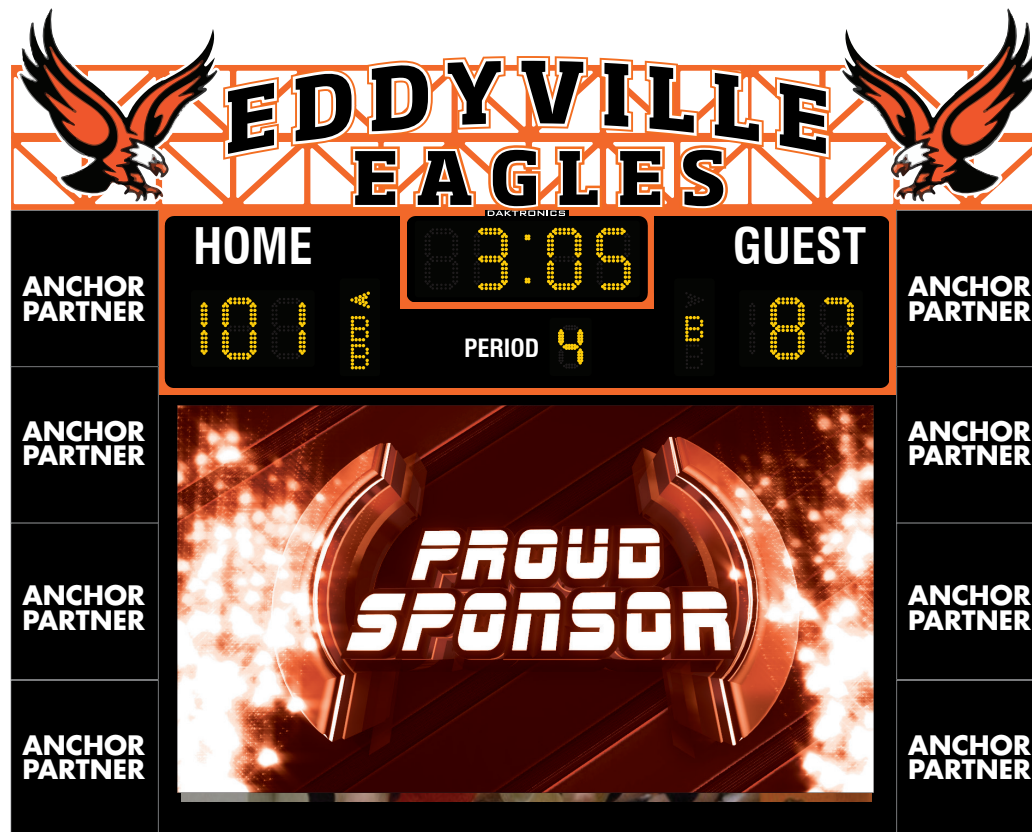 EDDYVILLE
EAGLES
DAKTRONICS
HOME
3:05
GUEST
101
A
B
B
PERIOD 4
B
87
ANCHOR
PARTNER
ANCHOR
PARTNER
ANCHOR
PARTNER
ANCHOR
PARTNER
PROUD
SPONSOR
ANCHOR
PARTNER
ANCHOR
PARTNER
ANCHOR
PARTNER
ANCHOR
PARTNER